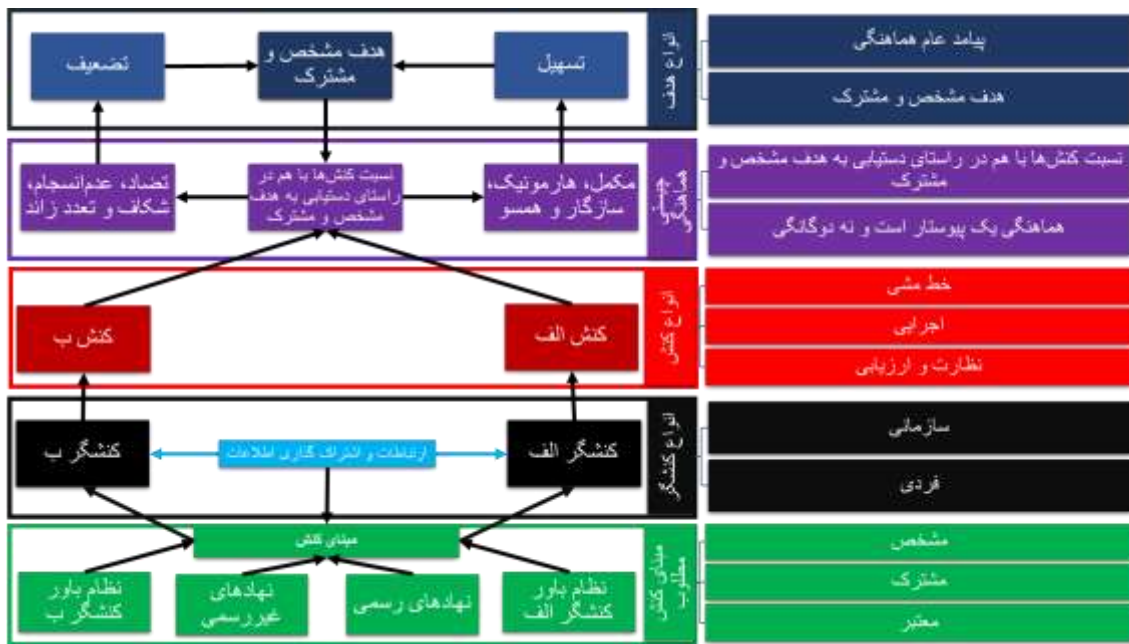 پیامد عام هماهنگی
هدف مشخص و مشترک
انواع هدف
تسهیل
هدف مشخص و
مشترک
تضعیف
نسبت کنش‌ها با هم در راستای دستیابی به هدف مشخص و
مشترک
هماهنگی یک پیوستار است و نه دوگانگی
چیستی
هماهنگی
مکمل، هارمونیک،
سازگار و همسو
نسبت کنش‌ها با هم در
راستای دستیابی به هدف
مشخص و مشترک
تضاد، عدم‌انسجام،
شکاف و تعدد زائد
خط مشی
اجرایی
نظارت و ارزیابی
انواع کنش
کنش الف
کنش ب
سازمانی
فردی
انواع کنشگر
کنشگر الف
ارتباطات و اشتراک گذاری اطلاعات
کنشگر ب
مشخص
مشترک
معتبر
مبنای کنش
مطلوب
مبنای کنش
نظام باور
کنشگر الف
نهادهای رسمی
نهادهای
غیررسمی
نظام باور
کنشگر ب